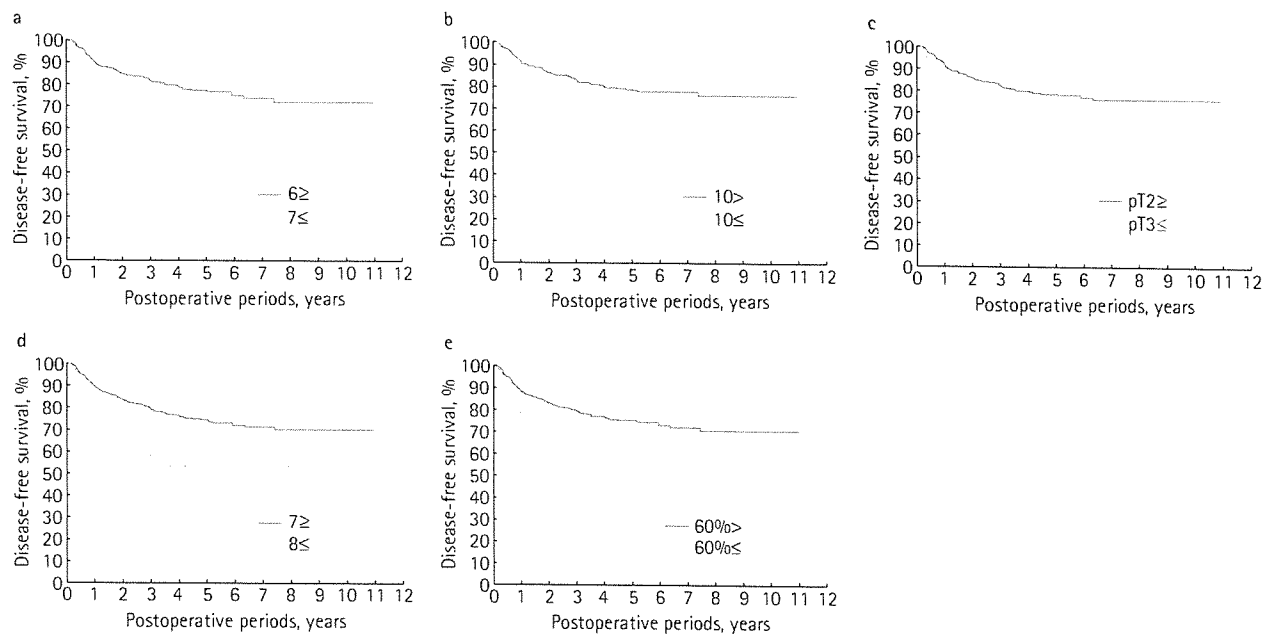 a
Disease-free survival, %
100
90
80
70
60
50
40
30
20
10
0
6≥
7≤
0 1 2 3 4 5 6 7 8 9 10 11 12
Postoperative periods, years
b
Disease-free survival, %
100
90
80
70
60
50
40
30
20
10
0
10>
10≤
0 1 2 3 4 5 6 7 8 9 10 11 12
Postoperative periods, years
c
Disease-free survival, %
100
90
80
70
60
50
40
30
20
10
0
pT2≥
pT3≤
0 1 2 3 4 5 6 7 8 9 10 11 12
Postoperative periods, years
d
Disease-free survival, %
100
90
80
70
60
50
40
30
20
10
0
7≥
8≤
0 1 2 3 4 5 6 7 8 9 10 11 12
Postoperative periods, years
e
Disease-free survival, %
100
90
80
70
60
50
40
30
20
10
0
60%>
60%≤
0 1 2 3 4 5 6 7 8 9 10 11 12
Postoperative periods, years